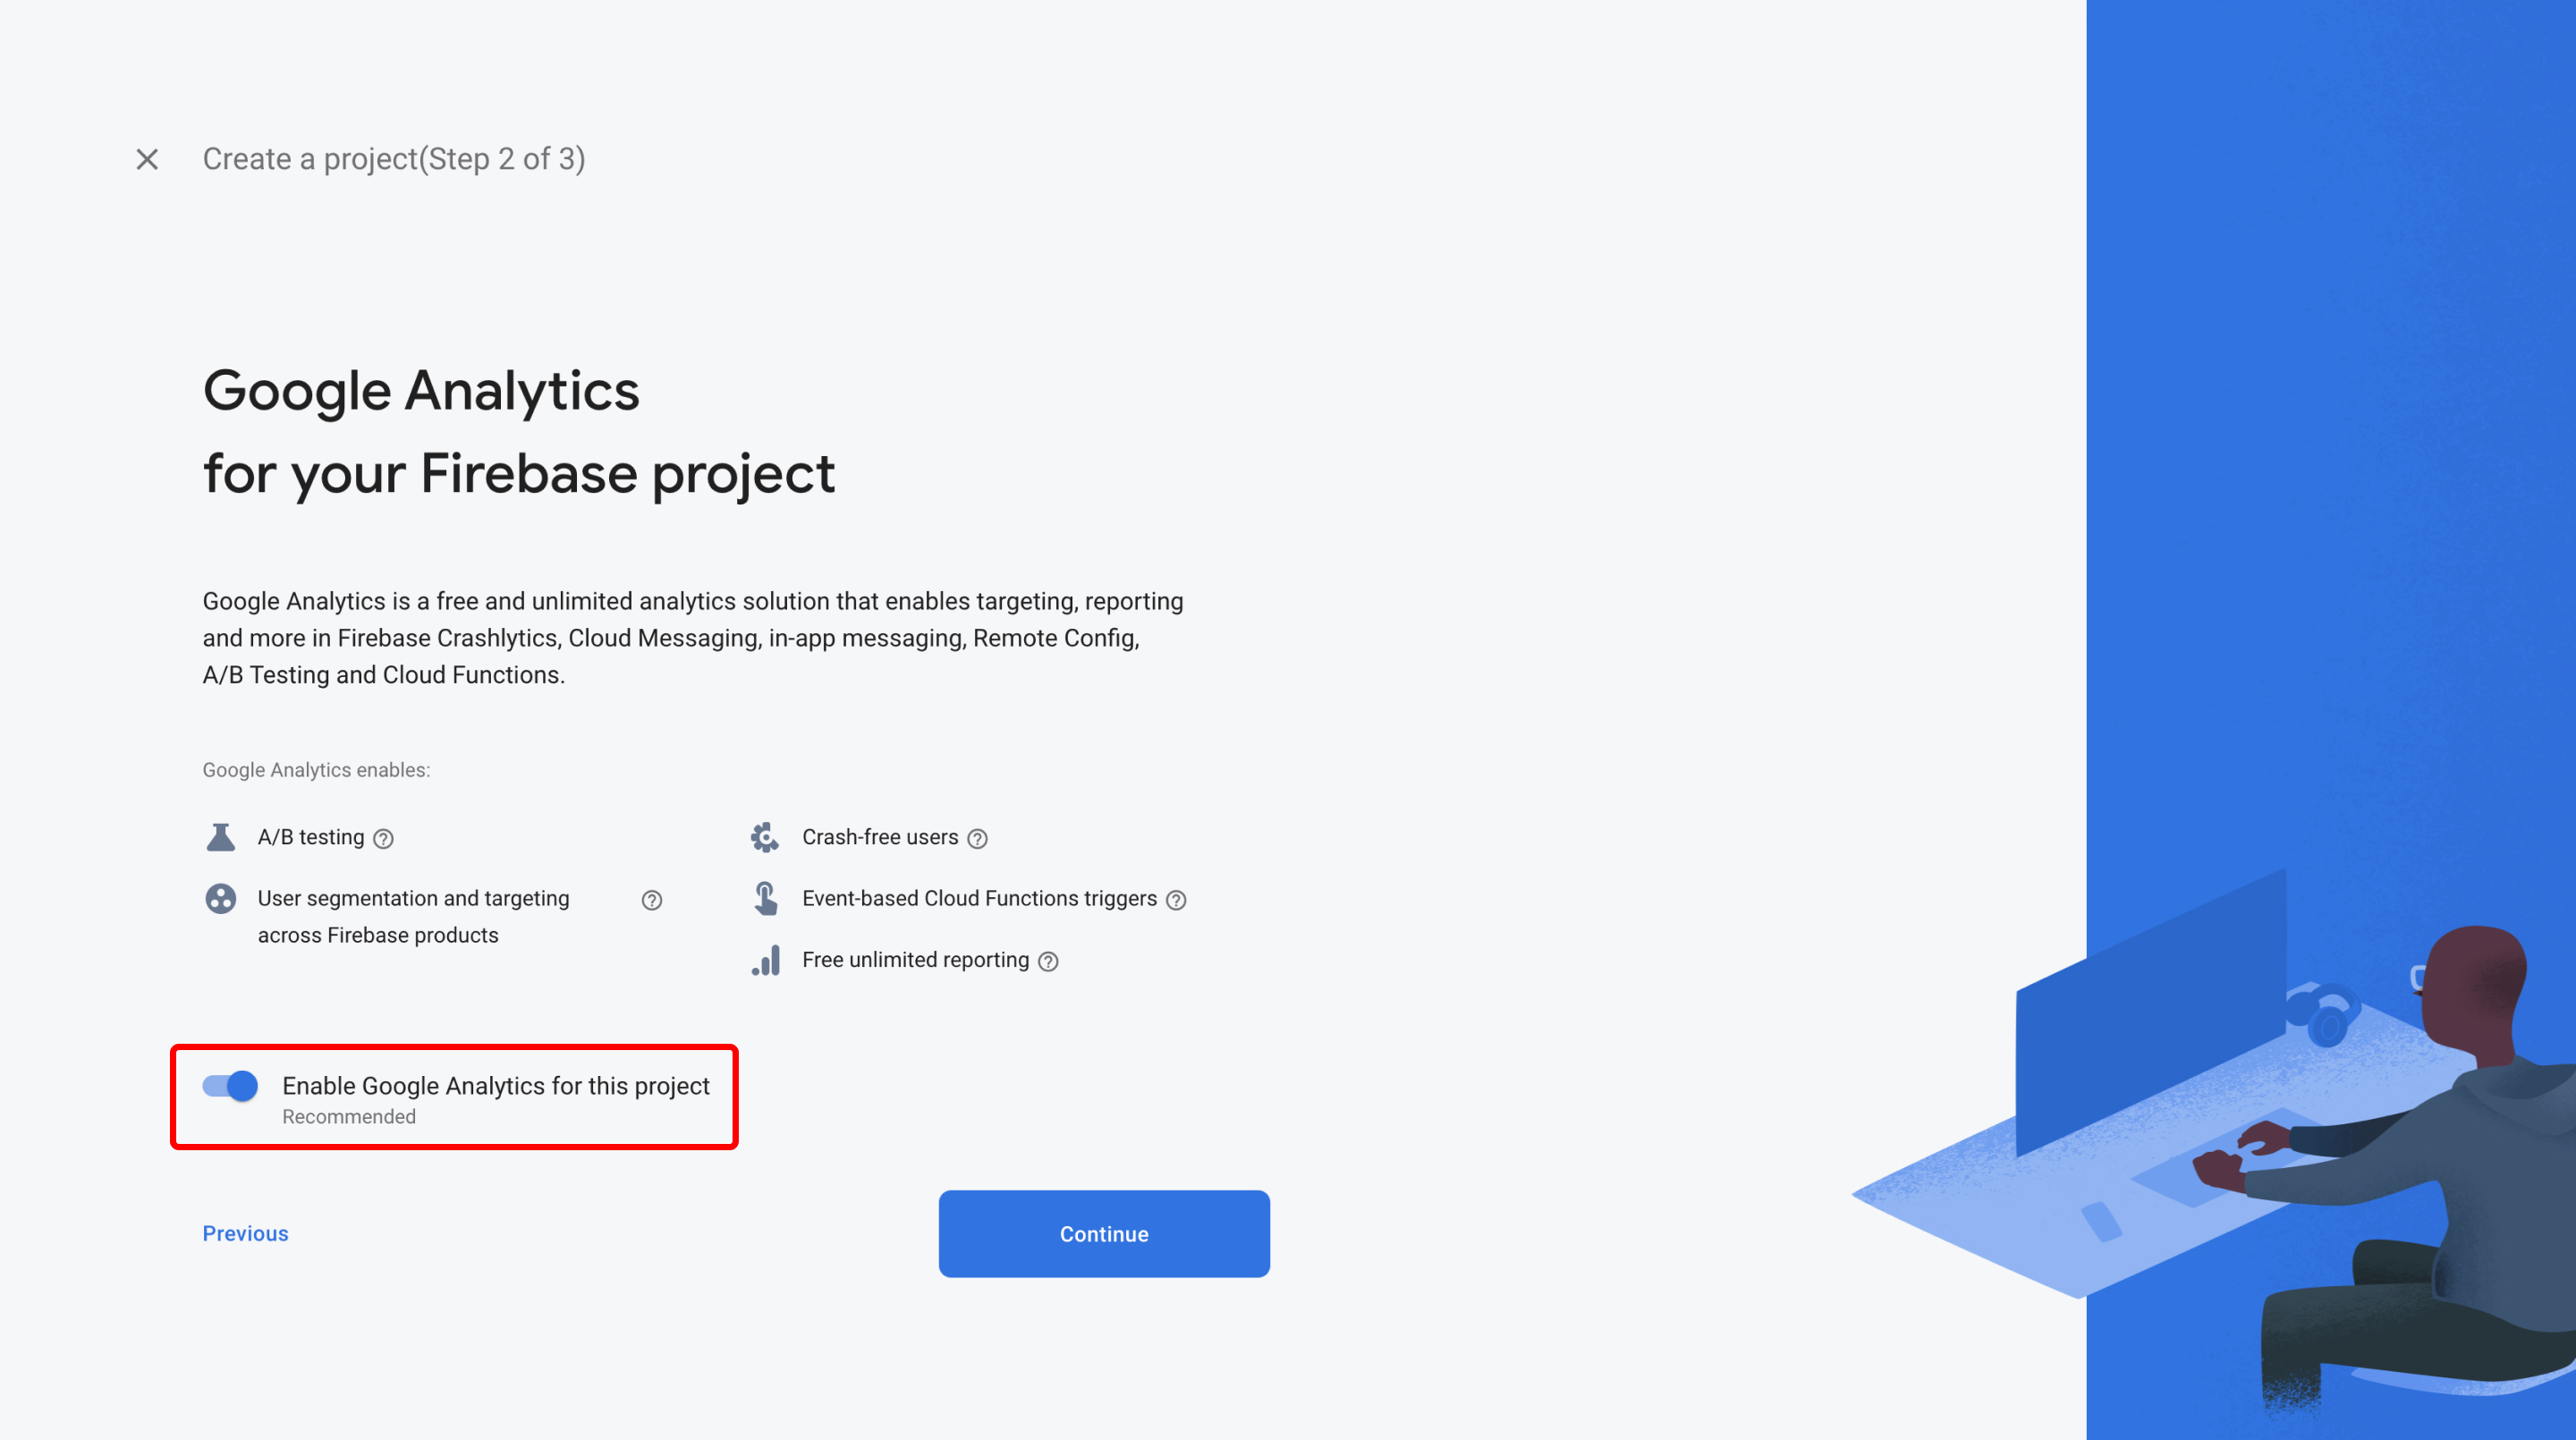 Create a project(Step 2 of 3)
Google Analytics
for your Firebase project
Google Analytics is a free and unlimited analytics solution that enables targeting, reporting
and more in Firebase Crashlytics, Cloud Messaging, in-app messaging, Remote Config,
A/B Testing and Cloud Functions.
Google Analytics enables:
A/B testing
User segmentation and targeting
across Firebase products
Crash-free users
Event-based Cloud Functions triggers
Free unlimited reporting
Enable Google Analytics for this project
Recommended
Previous
Continue